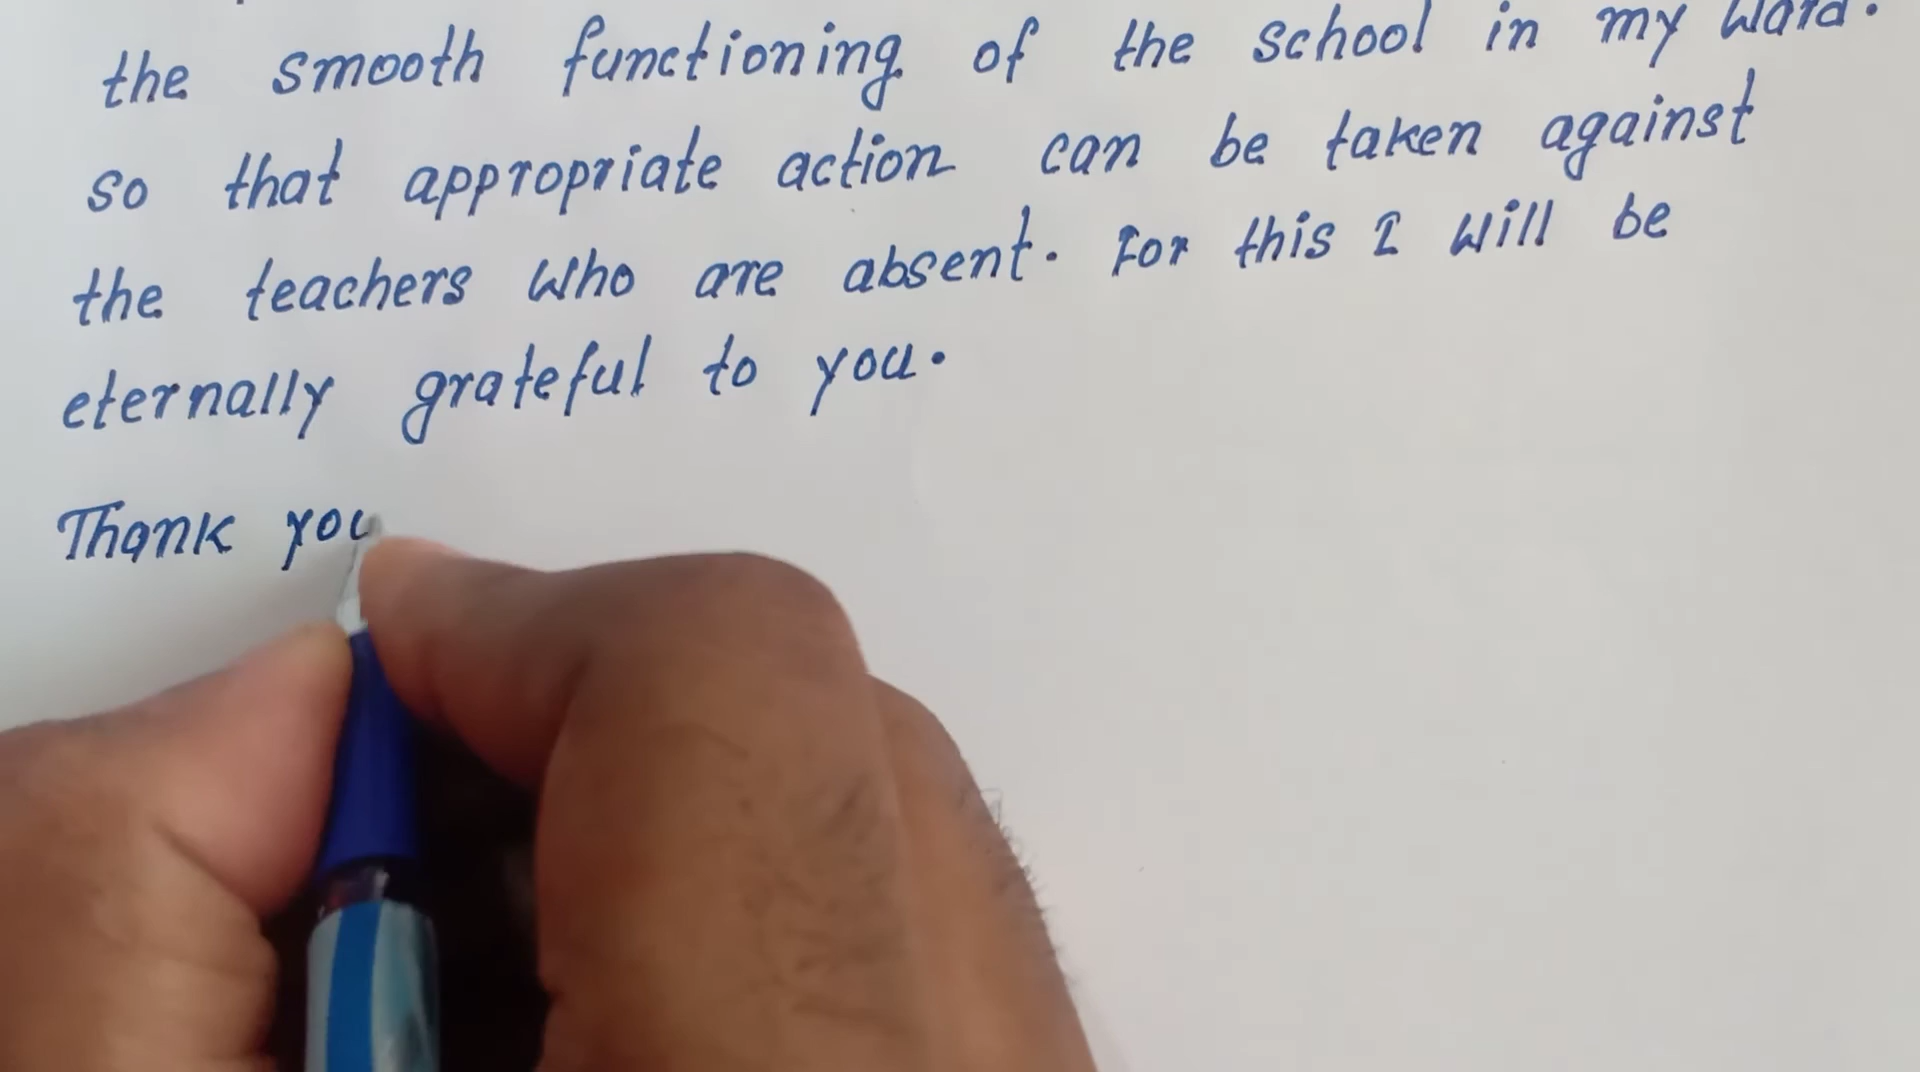 the smooth functioning of the school in my ward.
so that appropriate action can be taken against
the teachers who are absent. For this I will be
eternally grateful to you.
Thank you